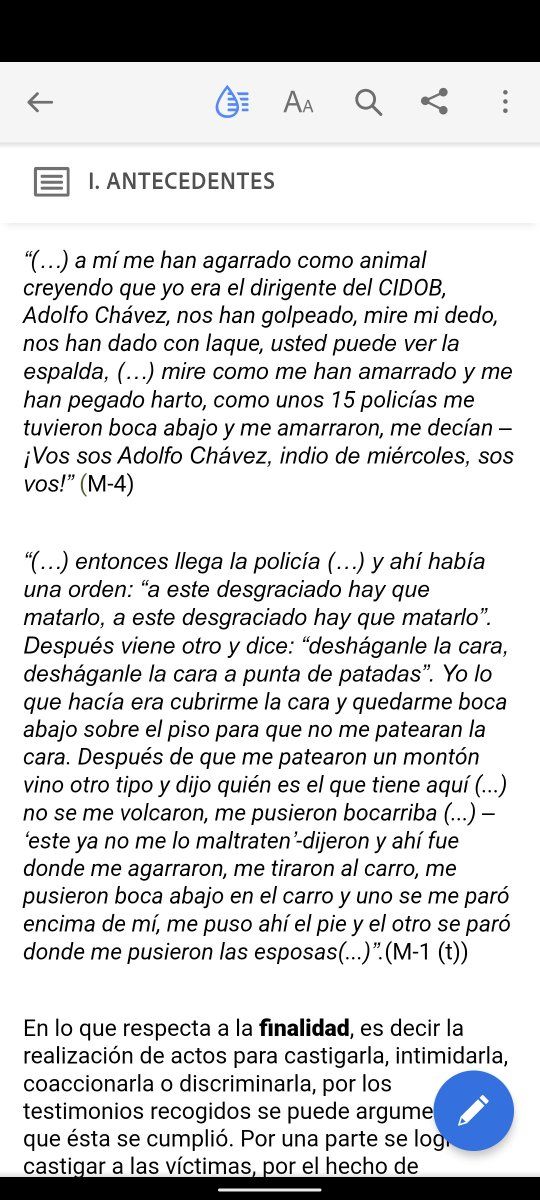 AA
I. ANTECEDENTES
“(…) a mí me han agarrado como animal
creyendo que yo era el dirigente del CIDOB,
Adolfo Chávez, nos han golpeado, mire mi dedo,
nos han dado con laque, usted puede ver la
espalda, (…) mire como me han amarrado y me
han pegado harto, como unos 15 policías me
tuvieron boca abajo y me amarraron, me decían –
¡Vos sos Adolfo Chávez, indio de miércoles, sos
vos!” (M-4)
“(…) entonces llega la policía (…) y ahí había
una orden: “a este desgraciado hay que
matarlo, a este desgraciado hay que matarlo”.
Después viene otro y dice: “desháganle la cara,
desháganle la cara a punta de patadas”. Yo lo
que hacía era cubrirme la cara y quedarme boca
abajo sobre el piso para que no me patearan la
cara. Después de que me patearon un montón
vino otro tipo y dijo quién es el que tiene aquí (...)
no se me volcaron, me pusieron bocarriba (...) –
‘este ya no me lo maltraten’-dijeron y ahí fue
donde me agarraron, me tiraron al carro, me
pusieron boca abajo en el carro y uno se me paró
encima de mí, me puso ahí el pie y el otro se paró
donde me pusieron las esposas(...)”.(M-1 (t))
En lo que respecta a la finalidad, es decir la
realización de actos para castigarla, intimidarla,
coaccionarla o discriminarla, por los
testimonios recogidos se puede argume
que ésta se cumplió. Por una parte se log
castigar a las víctimas, por el hecho de